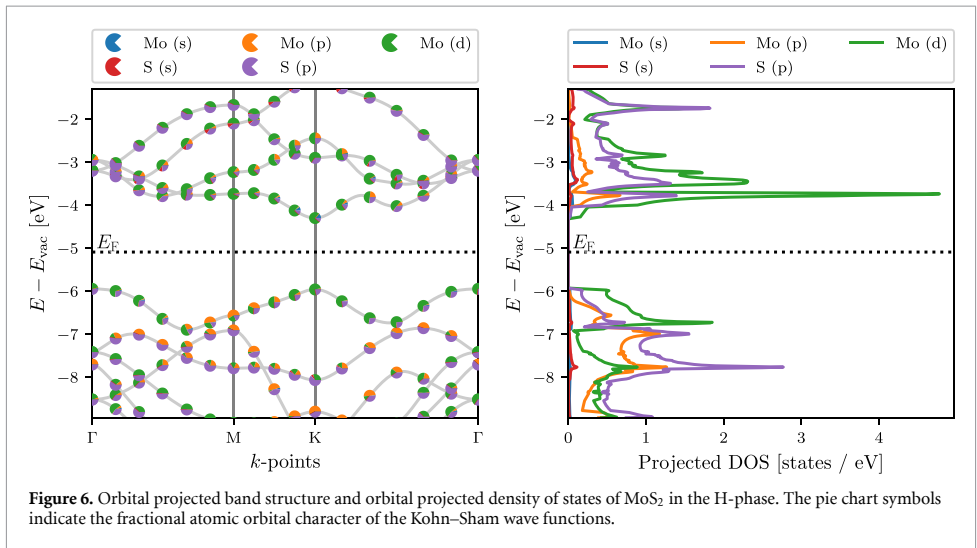 Mo (s) Mo (p) Mo (d)
S (s) S (p)
Mo (s) Mo (p) Mo (d)
S (s) S (p)
E − E_vac [eV]
−2
−3
−4
−5
−6
−7
−8
E_F
Γ M K Γ
k-points
E − E_vac [eV]
−2
−3
−4
−5
−6
−7
−8
E_F
0 1 2 3 4
Projected DOS [states / eV]
Figure 6. Orbital projected band structure and orbital projected density of states of MoS₂ in the H-phase. The pie chart symbols
indicate the fractional atomic orbital character of the Kohn–Sham wave functions.